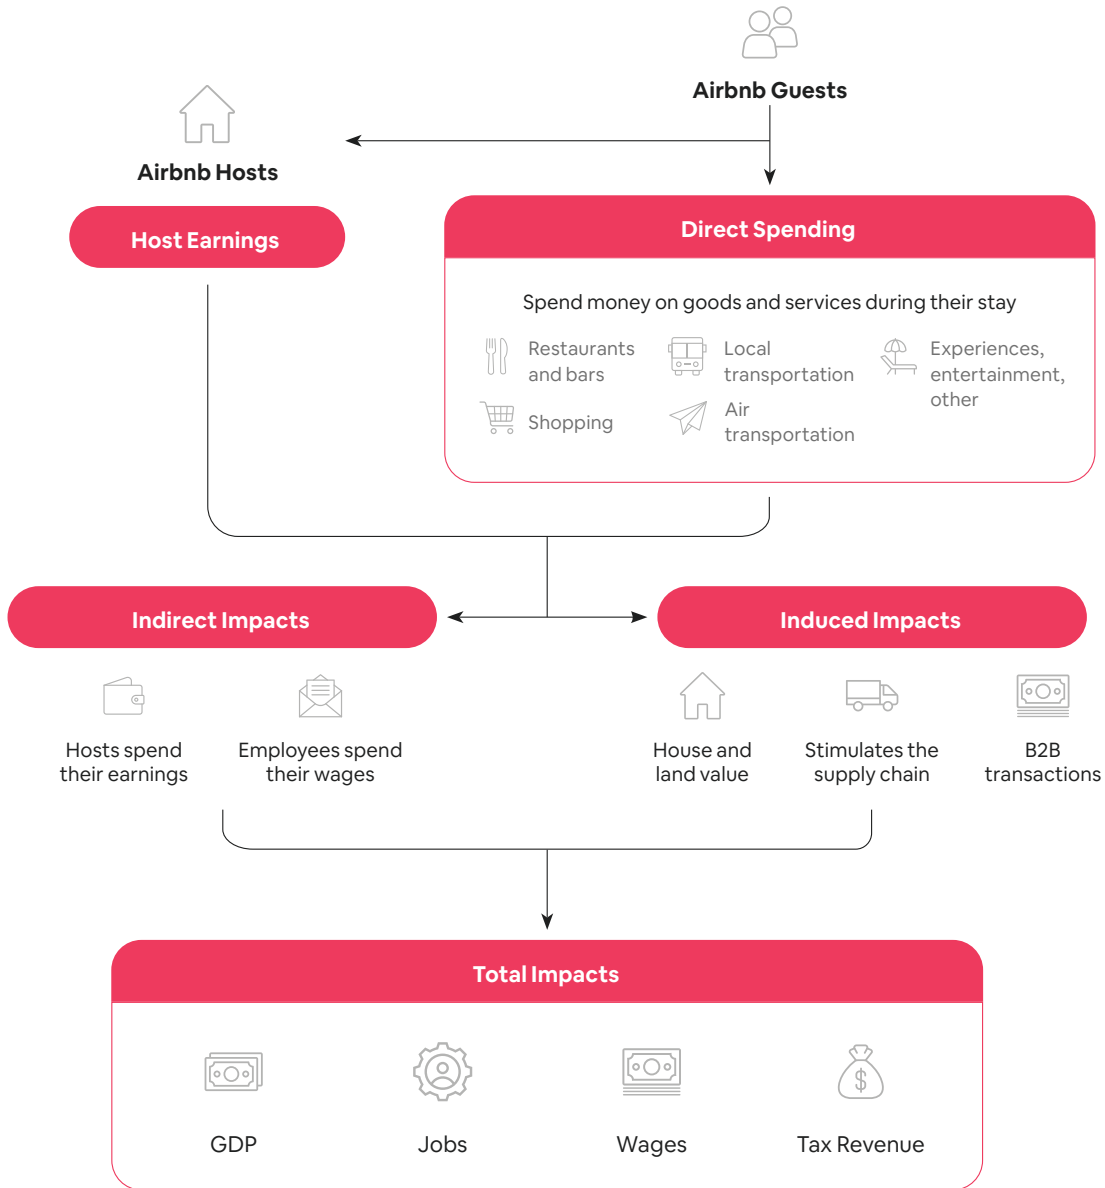 Airbnb Guests
Airbnb Hosts
Host Earnings
Direct Spending
Spend money on goods and services during their stay
Restaurants
and bars
Local
transportation
Experiences,
entertainment,
other
Shopping
Air
transportation
Indirect Impacts
Induced Impacts
Hosts spend
their earnings
Employees spend
their wages
House and
land value
Stimulates the
supply chain
B2B
transactions
Total Impacts
$
GDP
Jobs
Wages
Tax Revenue